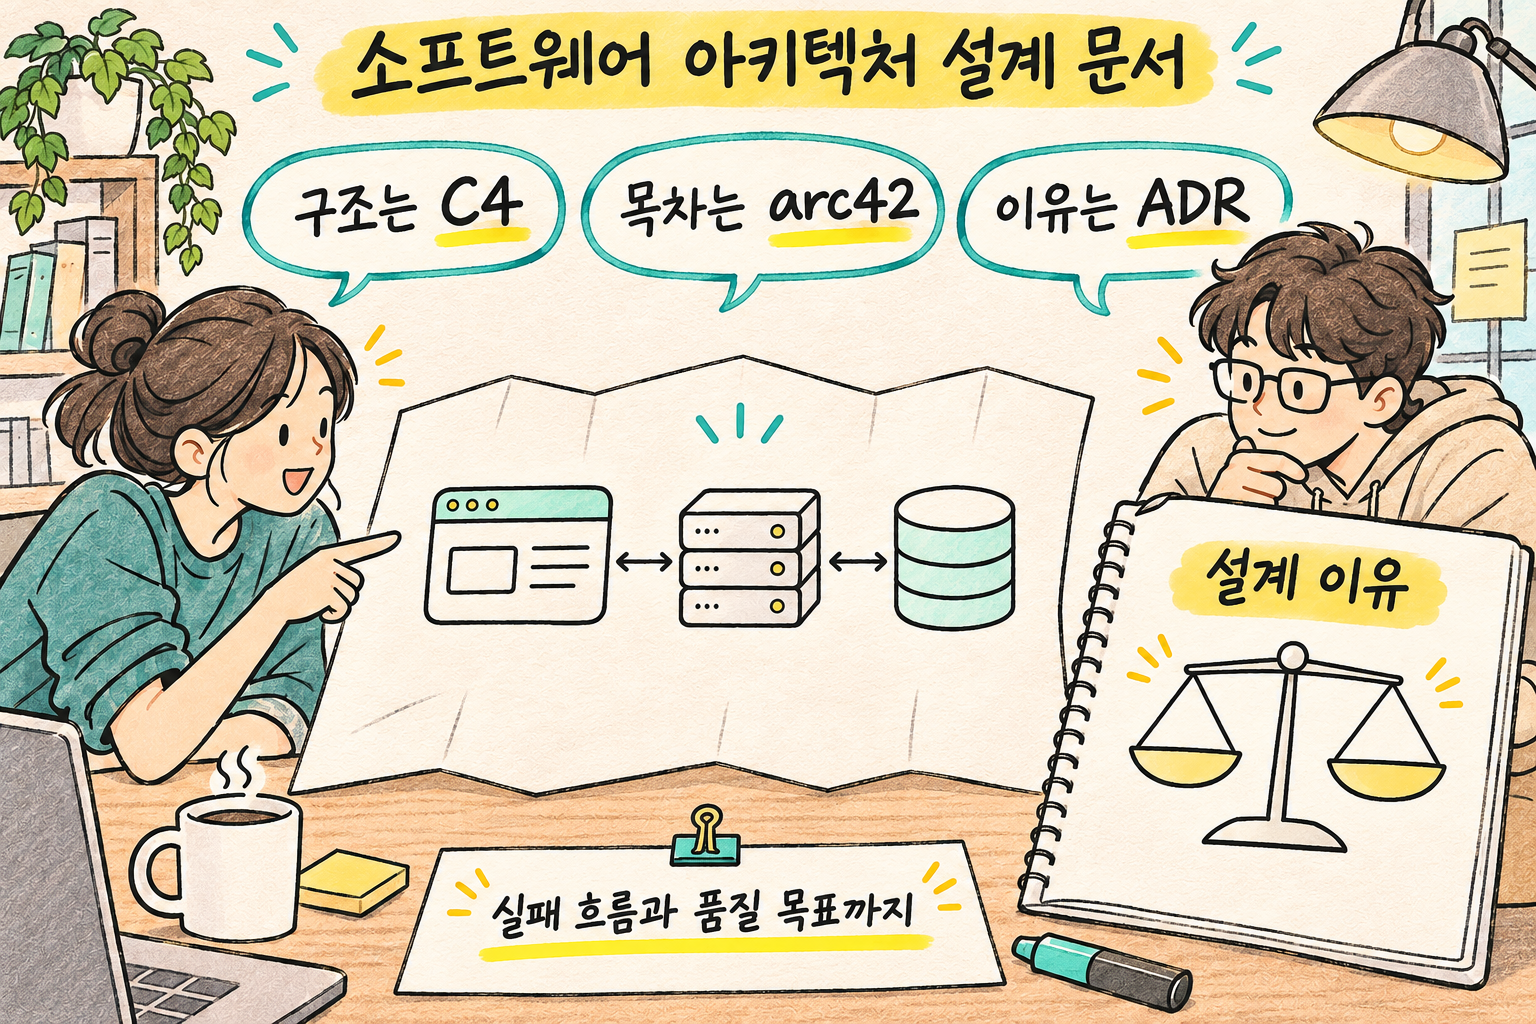 소프트웨어 아키텍처 설계 문서
구조는 C4
목차는 arc42
이유는 ADR
설계 이유
실패 흐름과 품질 목표까지